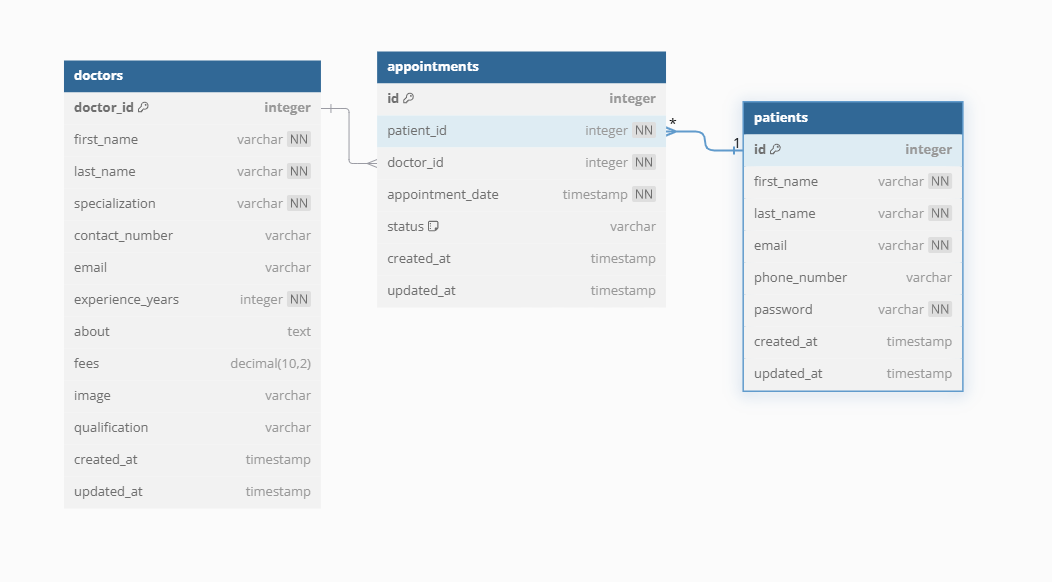 doctors
doctor_id integer
first_name varchar NN
last_name varchar NN
specialization varchar NN
contact_number varchar
email varchar
experience_years integer NN
about text
fees decimal(10,2)
image varchar
qualification varchar
created_at timestamp
updated_at timestamp
appointments
id integer
patient_id integer NN
doctor_id integer NN
appointment_date timestamp NN
status varchar
created_at timestamp
updated_at timestamp
* 1
patients
id integer
first_name varchar NN
last_name varchar NN
email varchar NN
phone_number varchar
password varchar NN
created_at timestamp
updated_at timestamp